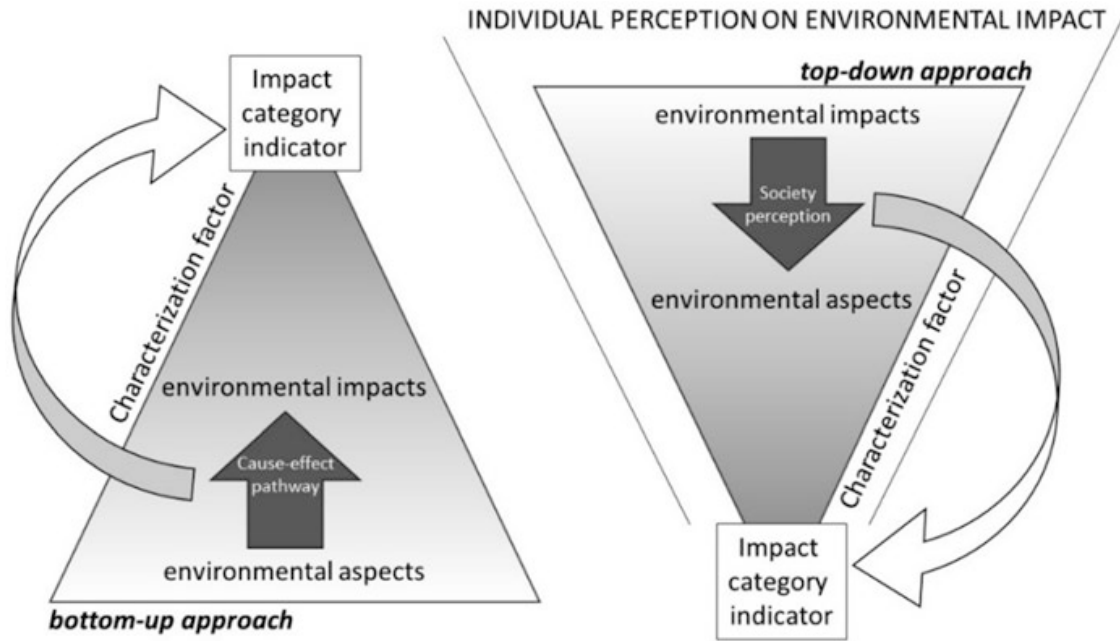 INDIVIDUAL PERCEPTION ON ENVIRONMENTAL IMPACT
Impact
category
indicator
Characterization factor
environmental impacts
Cause-effect
pathway
environmental aspects
bottom-up approach
top-down approach
environmental impacts
Society
perception
environmental aspects
Characterization factor
Impact
category
indicator